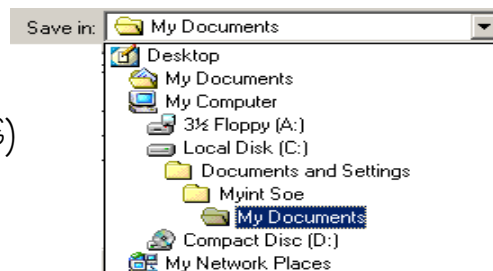 Save in: My Documents
Desktop
My Documents
My Computer
3½ Floppy (A:)
Local Disk (C:)
Documents and Settings
Myint Soe
My Documents
Compact Disc (D:)
My Network Places